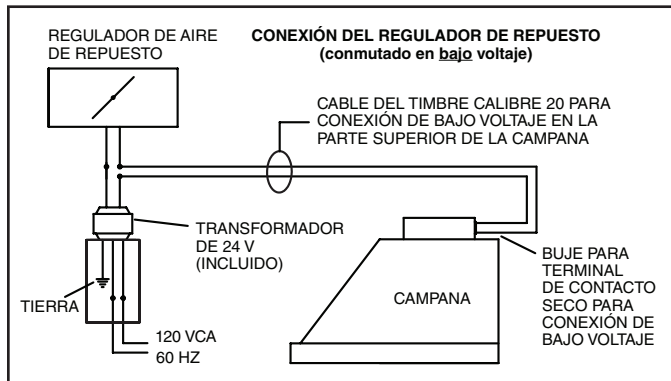 REGULADOR DE AIRE
DE REPUESTO
CONEXIÓN DEL REGULADOR DE REPUESTO
(conmutado en bajo voltaje)
CABLE DEL TIMBRE CALIBRE 20 PARA
CONEXIÓN DE BAJO VOLTAJE EN LA
PARTE SUPERIOR DE LA CAMPANA
TRANSFORMADOR
DE 24 V
(INCLUIDO)
BUJE PARA
TERMINAL
DE CONTACTO
SECO PARA
CONEXIÓN DE
BAJO VOLTAJE
CAMPANA
TIERRA
120 VCA
60 HZ